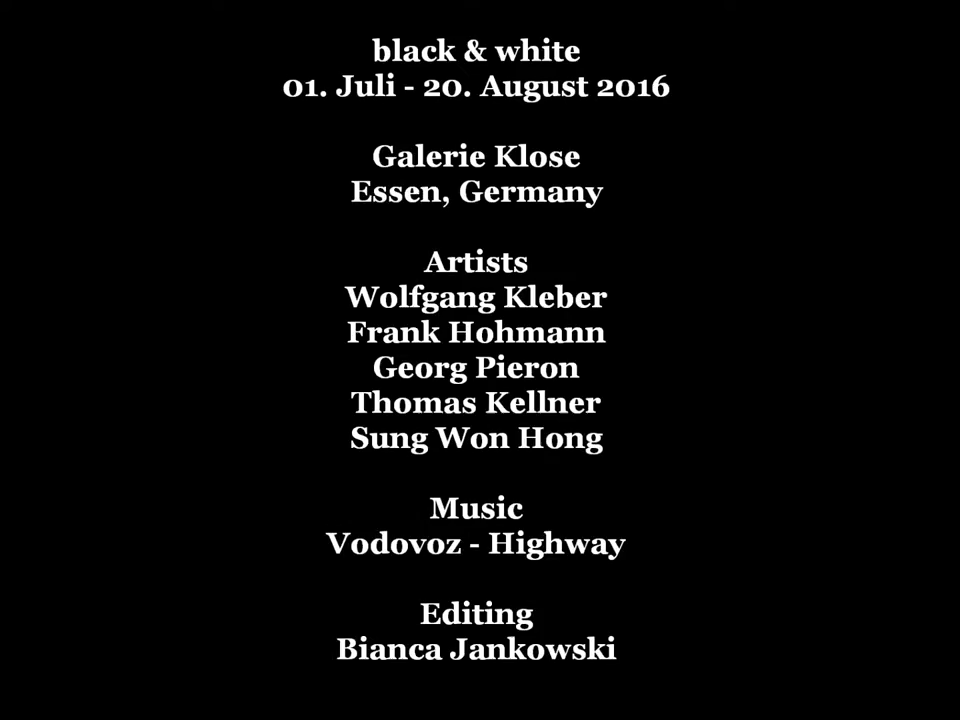 black & white
01. Juli - 20. August 2016
Galerie Klose
Essen, Germany
Artists
Wolfgang Kleber
Frank Hohmann
Georg Pieron
Thomas Kellner
Sung Won Hong
Music
Vodovoz - Highway
Editing
Bianca Jankowski